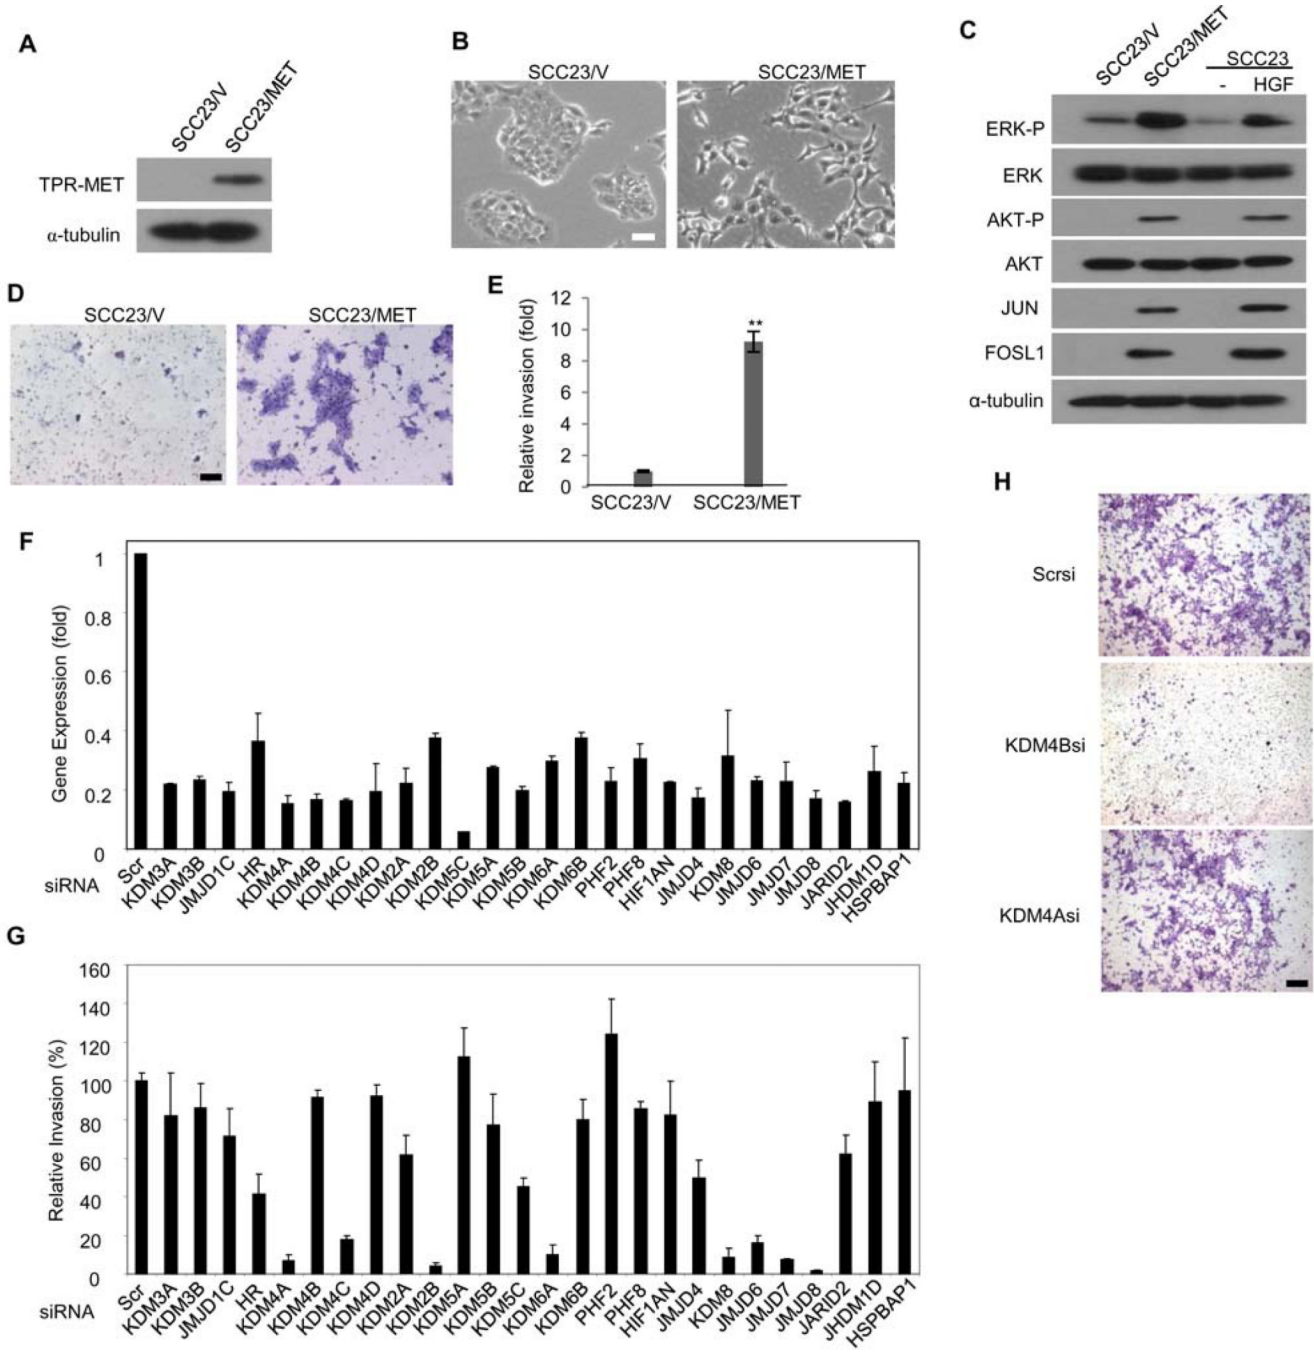 A
SCC23/V
SCC23/MET
TPR-MET
α-tubulin
B
SCC23/V
SCC23/MET
C
SCC23/V
SCC23/MET
SCC23
- HGF
ERK-P
ERK
AKT-P
AKT
JUN
FOSL1
α-tubulin
D
SCC23/V
SCC23/MET
E
Relative invasion (fold)
12
10
8
6
4
2
0
**
SCC23/V
SCC23/MET
F
Gene Expression (fold)
1
0.8
0.6
0.4
0.2
0
siRNA
Scr
KDM3A
KDM3B
JMJD1C
HR
KDM4A
KDM4B
KDM4C
KDM4D
KDM2A
KDM2B
KDM5C
KDM5A
KDM5B
KDM6A
KDM6B
PHF2
PHF8
HIF1AN
JMJD4
KDM8
JMJD6
JMJD7
JMJD8
JARID2
JHDM1D
HSPBAP1
G
Relative Invasion (%)
160
140
120
100
80
60
40
20
0
siRNA
Scr
KDM3A
KDM3B
JMJD1C
HR
KDM4A
KDM4B
KDM4C
KDM4D
KDM2A
KDM2B
KDM5A
KDM5B
KDM5C
KDM6A
KDM6B
PHF2
PHF8
HIF1AN
JMJD4
KDM8
JMJD6
JMJD7
JMJD8
JARID2
JHDM1D
HSPBAP1
H
Scrsi
KDM4Bsi
KDM4Asi